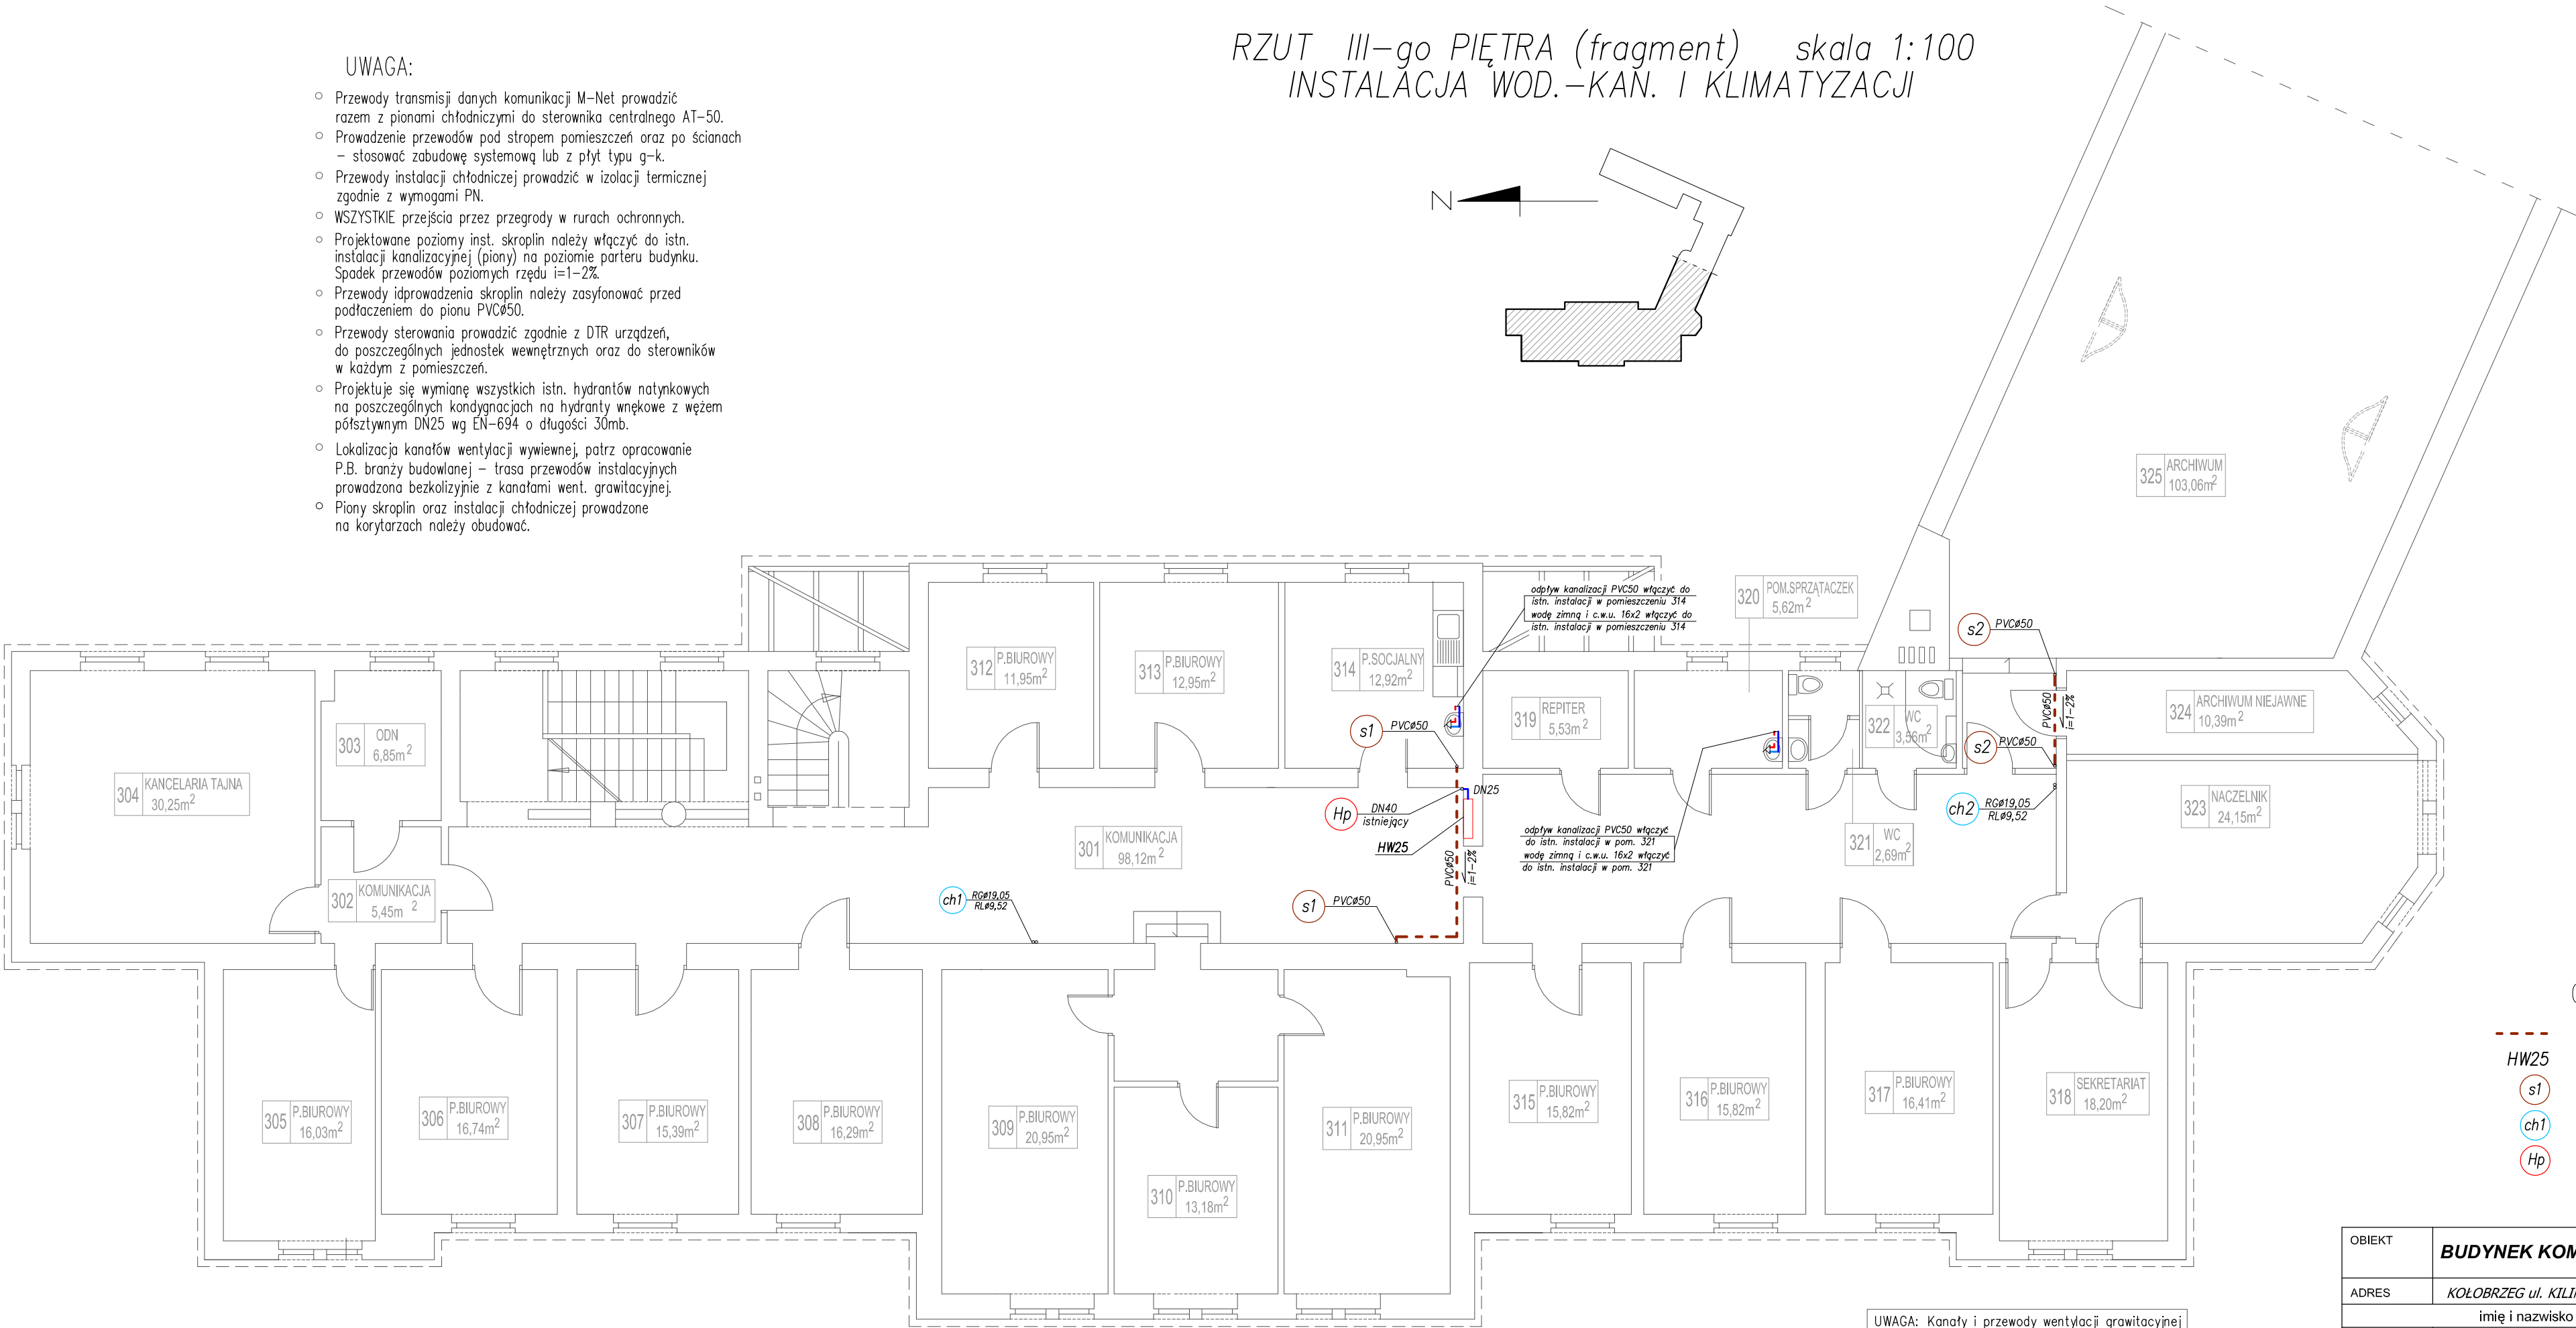 RZUT III-go PIĘTRA (fragment) skala 1:100
INSTALACJA WOD.-KAN. I KLIMATYZACJI
UWAGA:
Przewody transmisji danych komunikacji M-Net prowadzić
razem z pionami chłodniczymi do sterownika centralnego AT-50.
Prowadzenie przewodów pod stropem pomieszczeń oraz po ścianach
- stosować zabudowę systemową lub z płyt typu g-k.
Przewody instalacji chłodniczej prowadzić w izolacji termicznej
zgodnie z wymogami PN.
WSZYSTKIE przejścia przez przegrody w rurach ochronnych.
Projektowane poziomy inst. skroplin należy włączyć do istn.
instalacji kanalizacyjnej (piony) na poziomie parteru budynku.
Spadek przewodów poziomych rzędu i=1-2%.
Przewody idprowadzenia skroplin należy zasyfonować przed
podłaczeniem do pionu PVCø50.
Przewody sterowania prowadzić zgodnie z DTR urządzeń,
do poszczególnych jednostek wewnętrznych oraz do sterowników
w każdym z pomieszczeń.
Projektuje się wymianę wszystkich istn. hydrantów natynkowych
na poszczególnych kondygnacjach na hydranty wnękowe z wężem
półsztywnym DN25 wg EN-694 o długości 30mb.
Lokalizacja kanałów wentylacji wywiewnej, patrz opracowanie
P.B. branży budowlanej - trasa przewodów instalacyjnych
prowadzona bezkolizyjnie z kanałami went. grawitacyjnej.
Piony skroplin oraz instalacji chłodniczej prowadzone
na korytarzach należy obudować.
N
325 ARCHIWUM
103,06m2
odpływ kanalizacji PVC50 włączyć do
istn. instalacji w pomieszczeniu 314
wodę zimną i c.w.u. 16x2 włączyć do
istn. instalacji w pomieszczeniu 314
320 POM.SPRZĄTACZEK
5,62m2
s2 PVCø50
312 P.BIUROWY
11,95m2
313 P.BIUROWY
12,95m2
314 P.SOCJALNY
12,92m2
319 REPITER
5,53m2
322 WC
3,56m2
324 ARCHIWUM NIEJAWNE
10,39m2
PVCø50
i=1-2%
303 ODN
6,85m2
s1 PVCø50
s2 PVCø50
304 KANCELARIA TAJNA
30,25m2
DN25
Hp DN40
istniejący
HW25
ch2 RGø19,05
RLø9,52
323 NACZELNIK
24,15m2
301 KOMUNIKACJA
98,12m2
odpływ kanalizacji PVC50 włączyć
do istn. instalacji w pom. 321
wodę zimną i c.w.u. 16x2 włączyć
do istn. instalacji w pom. 321
321 WC
2,69m2
PVCø50
i=1-2%
302 KOMUNIKACJA
5,45m2
ch1 RGø19,05
RLø9,52
s1 PVCø50
305 P.BIUROWY
16,03m2
306 P.BIUROWY
16,74m2
307 P.BIUROWY
15,39m2
308 P.BIUROWY
16,29m2
309 P.BIUROWY
20,95m2
310 P.BIUROWY
13,18m2
311 P.BIUROWY
20,95m2
315 P.BIUROWY
15,82m2
316 P.BIUROWY
15,82m2
317 P.BIUROWY
16,41m2
318 SEKRETARIAT
18,20m2
HW25
s1
ch1
Hp
OBIEKT
BUDYNEK KOM
ADRES
KOŁOBRZEG ul. KILI
imię i nazwisko
UWAGA: Kanały i przewody wentylacji grawitacyjnej